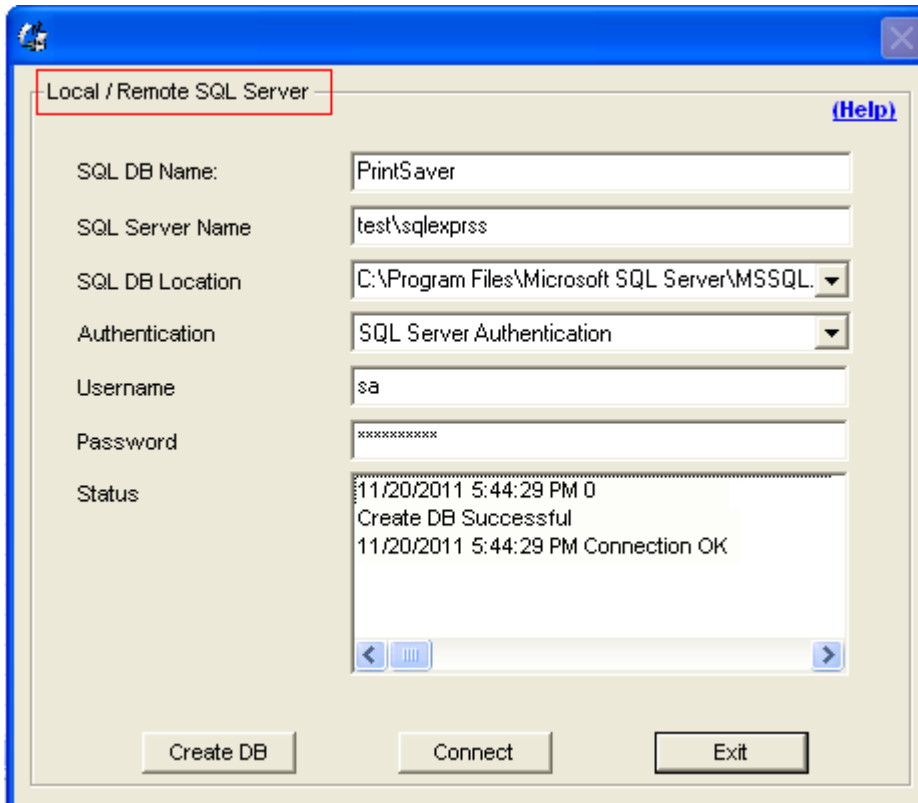 Local / Remote SQL Server
(Help)
SQL DB Name: PrintSaver
SQL Server Name test\sqlexprss
SQL DB Location C:\Program Files\Microsoft SQL Server\MSSQL.
Authentication SQL Server Authentication
Username sa
Password **********
Status 11/20/2011 5:44:29 PM 0
Create DB Successful
11/20/2011 5:44:29 PM Connection OK
Create DB Connect Exit